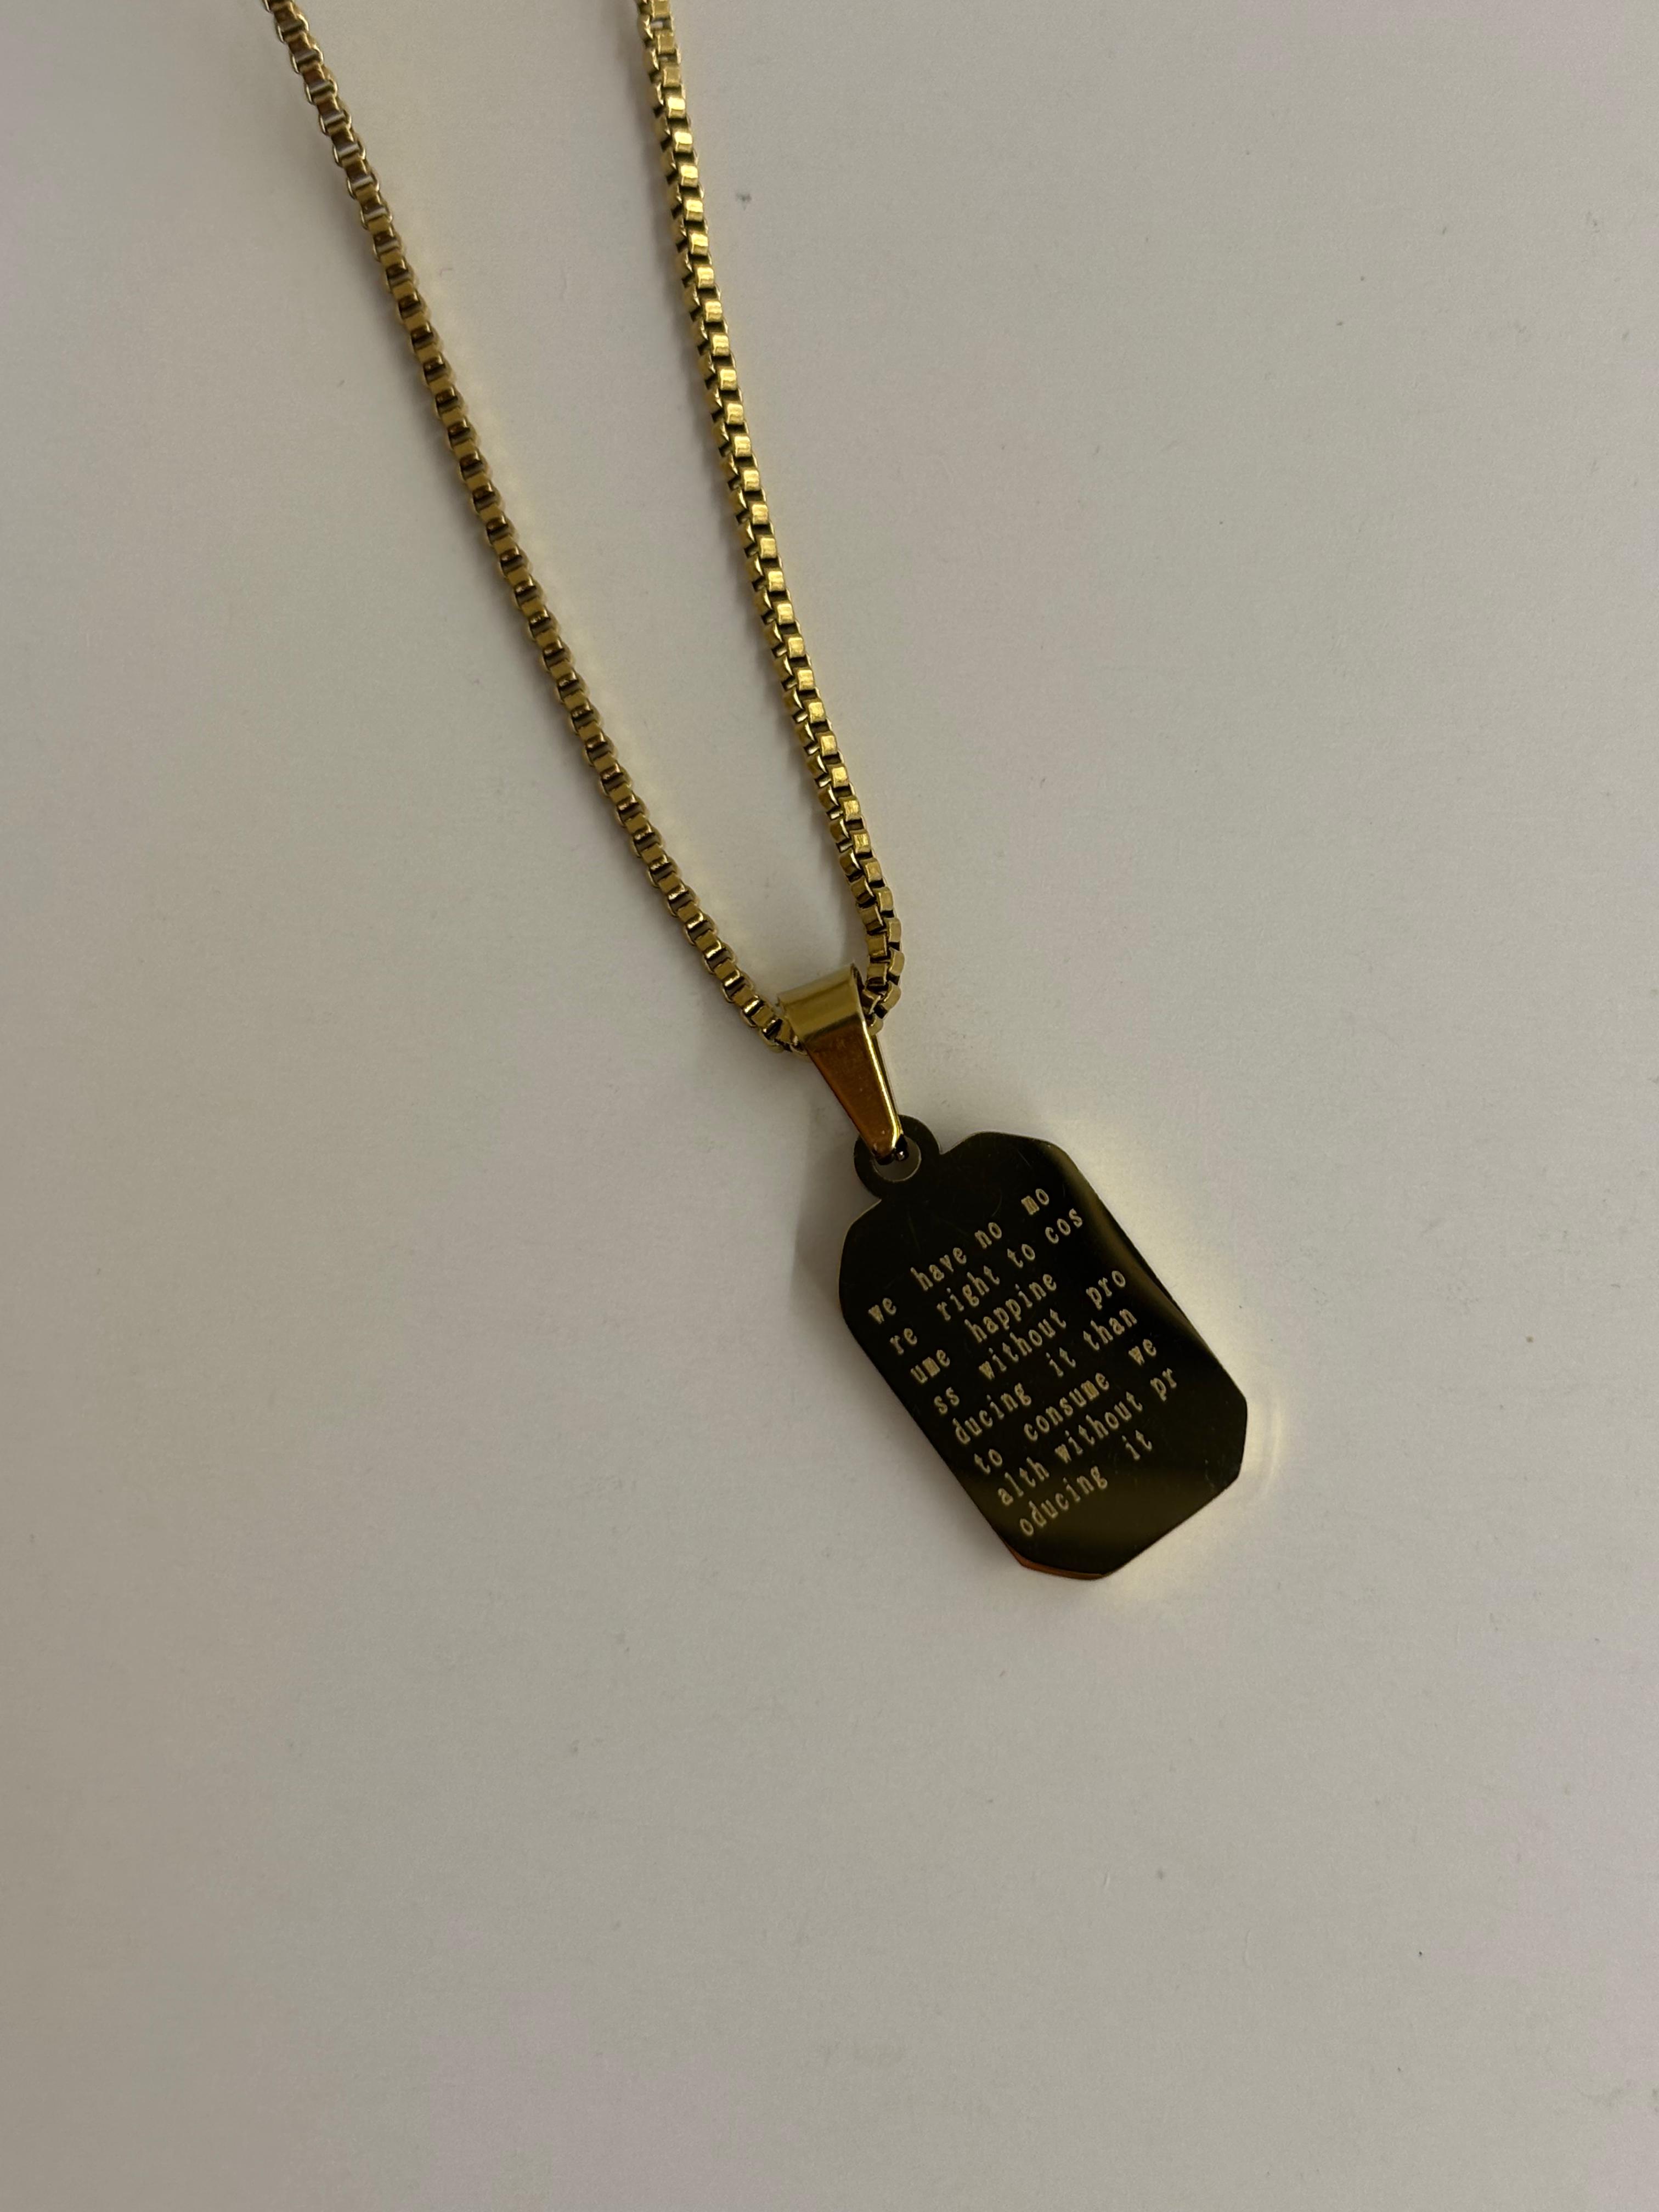 we have no mo
re right to cos
ume happine
ss without pro
ducing it than
to consume we
alth without pr
oducing it